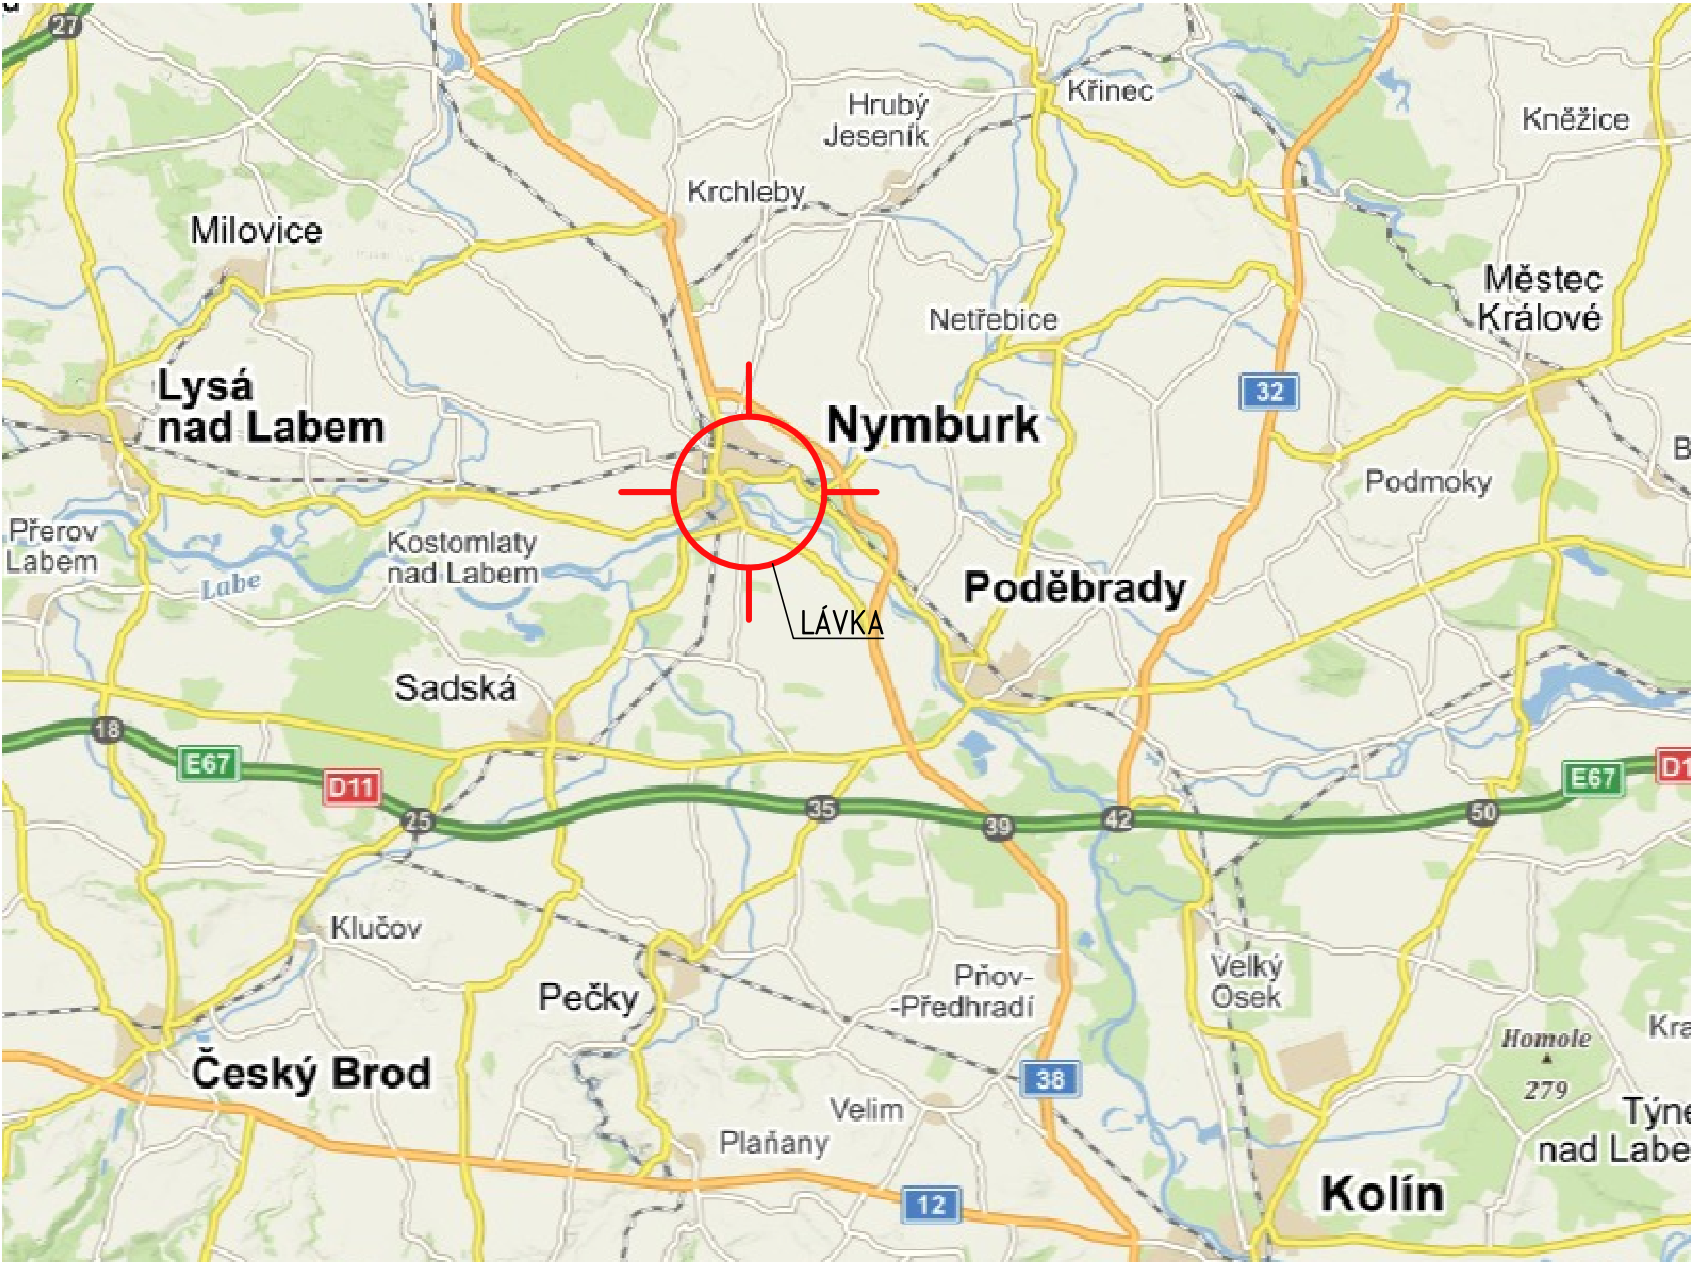 27
Křinec
Hrubý
Jeseník
Kněžice
Krchleby
Milovice
Městec
Králové
Netřebice
Lysá
nad Labem
32
Nymburk
Podmoky
Přerov
Labem
Kostomlaty
nad Labem
Labe
Poděbrady
LÁVKA
Sadská
18
E67
D11
E67
25
35
39
42
50
Klučov
Pečky
Pňov-
-Předhradí
Velký
Osek
Homole
279
Český Brod
38
Velim
Plaňany
Týne
nad Labe
Kra
12
Kolín